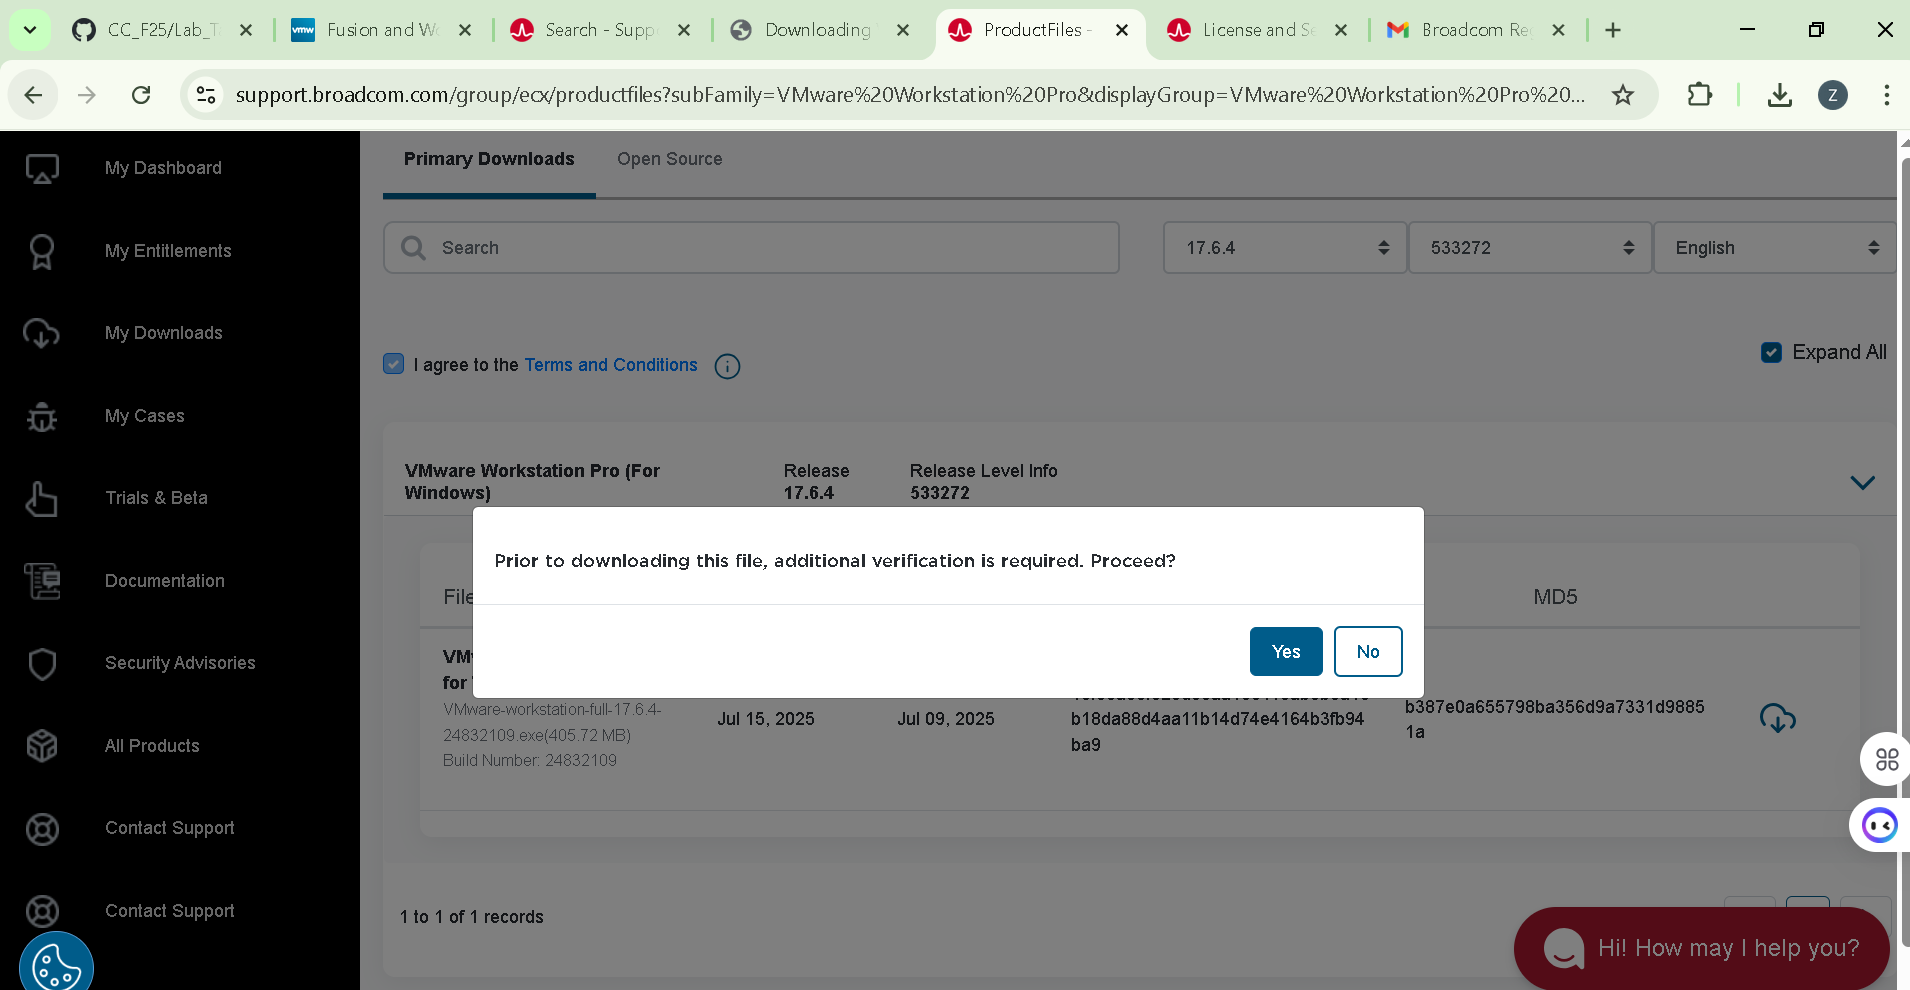 CC_F25/Lab_T
Fusion and Wo
Search - Supp
Downloading
ProductFiles -
License and Se
Broadcom Re
support.broadcom.com/group/ecx/productfiles?subFamily=VMware%20Workstation%20Pro&displayGroup=VMware%20Workstation%20Pro%20...
Z
My Dashboard
My Entitlements
My Downloads
My Cases
Trials & Beta
Documentation
Security Advisories
All Products
Contact Support
Contact Support
Primary Downloads
Open Source
Search
17.6.4
533272
English
I agree to the Terms and Conditions
Expand All
VMware Workstation Pro (For
Windows)
Release
17.6.4
Release Level Info
533272
Prior to downloading this file, additional verification is required. Proceed?
Yes
No
File
MD5
for
VMware-workstation-full-17.6.4-
24832109.exe(405.72 MB)
Build Number: 24832109
Jul 15, 2025
Jul 09, 2025
b18da88d4aa11b14d74e4164b3fb94
ba9
b387e0a655798ba356d9a7331d9885
1a
1 to 1 of 1 records
Hi! How may I help you?